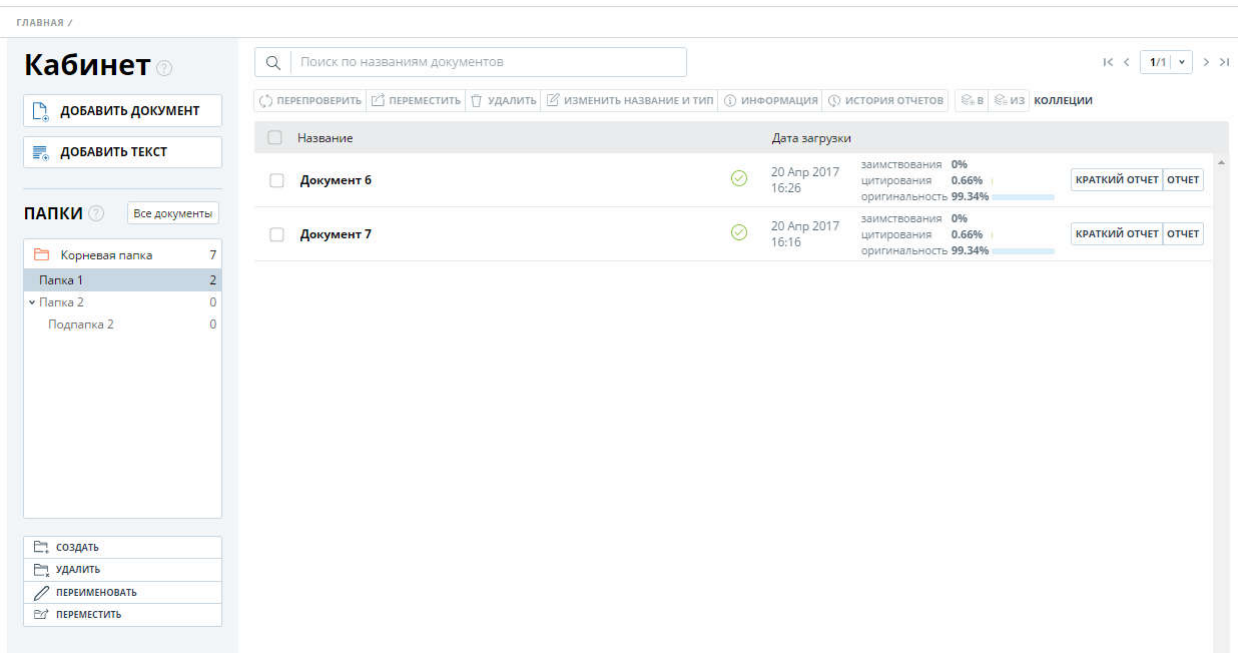 ГЛАВНАЯ /
Кабинет
ДОБАВИТЬ ДОКУМЕНТ
ДОБАВИТЬ ТЕКСТ
ПАПКИ
Все документы
Корневая папка 7
Папка 1 2
Папка 2 0
Подпапка 2 0
СОЗДАТЬ
УДАЛИТЬ
ПЕРЕИМЕНОВАТЬ
ПЕРЕМЕСТИТЬ
Поиск по названиям документов
1/1
ПЕРЕПРОВЕРИТЬ ПЕРЕМЕСТИТЬ УДАЛИТЬ ИЗМЕНИТЬ НАЗВАНИЕ И ТИП ИНФОРМАЦИЯ ИСТОРИЯ ОТЧЕТОВ В ИЗ КОЛЛЕЦИИ
Название Дата загрузки
Документ 6
20 Апр 2017
16:26
заимствования 0%
цитирования 0.66%
оригинальность 99.34%
КРАТКИЙ ОТЧЕТ ОТЧЕТ
Документ 7
20 Апр 2017
16:16
заимствования 0%
цитирования 0.66%
оригинальность 99.34%
КРАТКИЙ ОТЧЕТ ОТЧЕТ